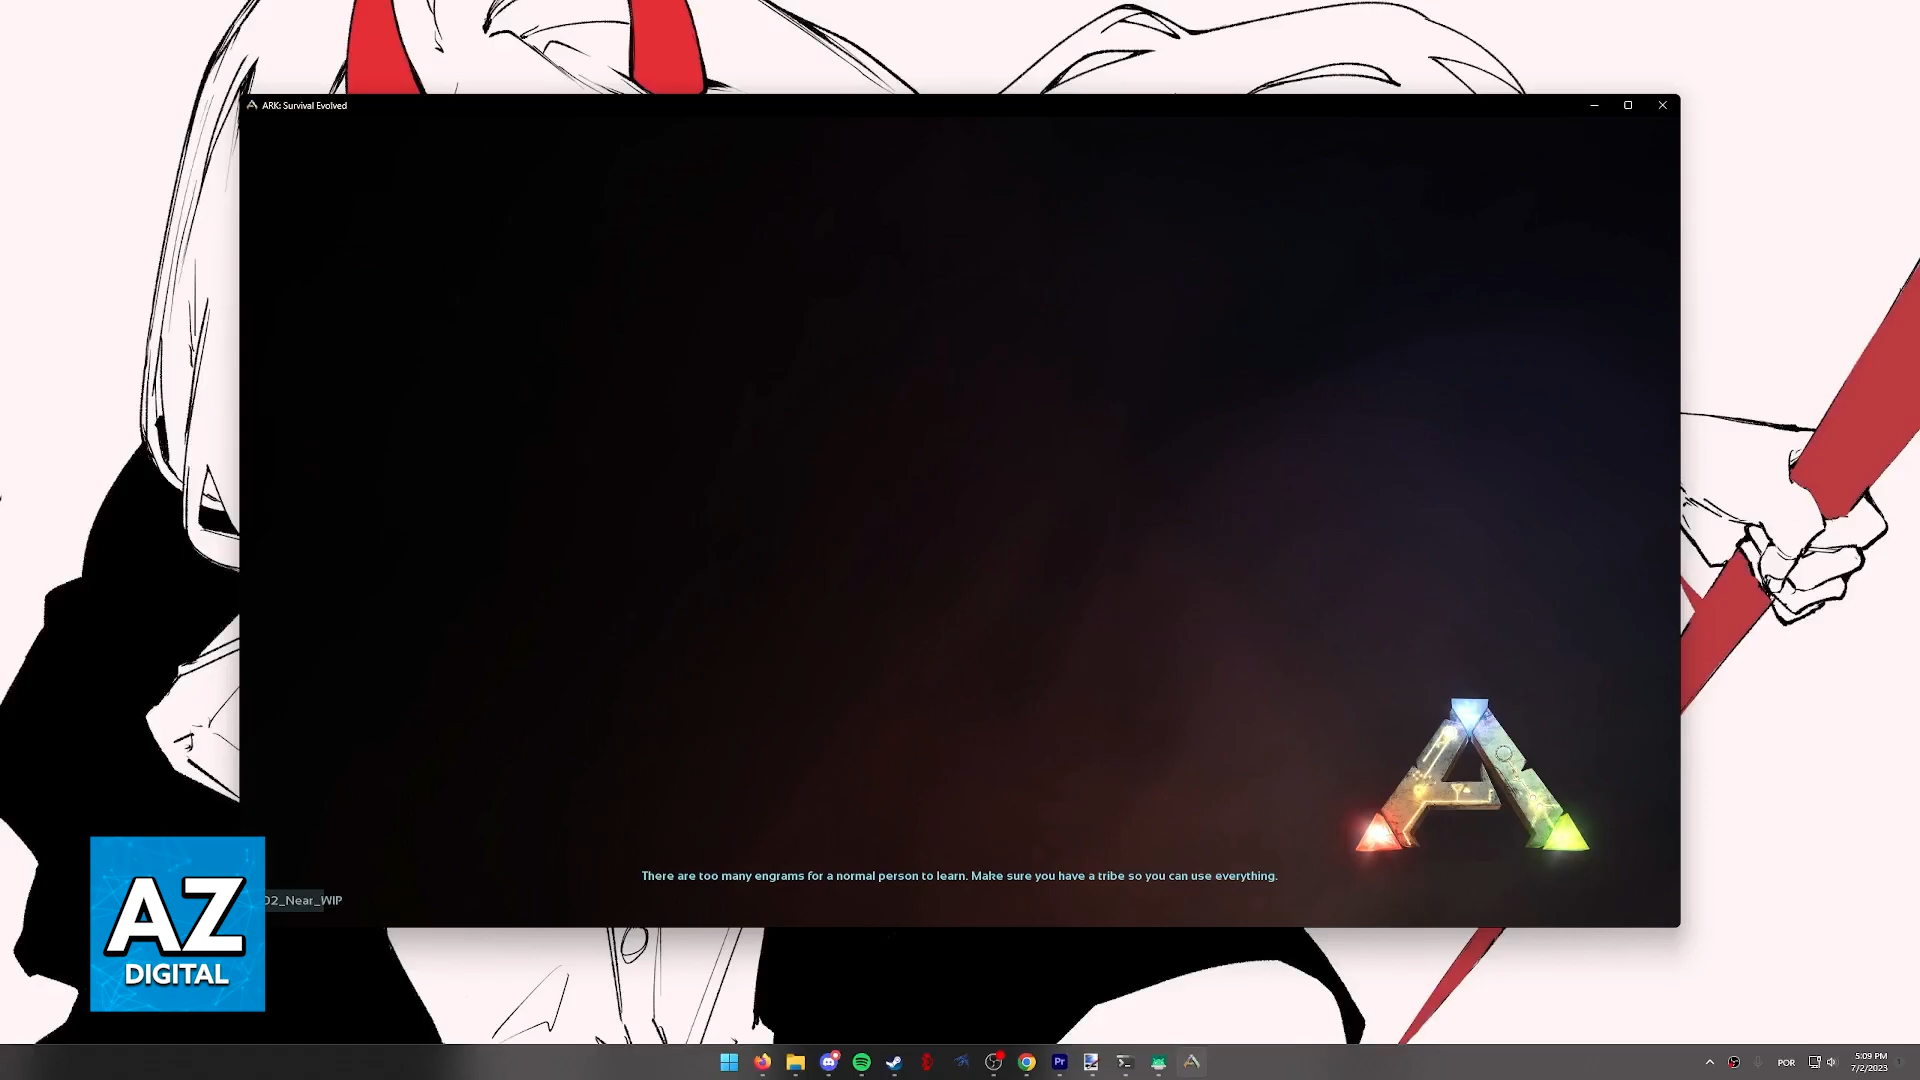 ARK: Survival Evolved
There are too many engrams for a normal person to learn. Make sure you have a tribe so you can use everything.
02_Near_WIP
AZ
DIGITAL
Pr
POR
5:09 PM
7/2/2023